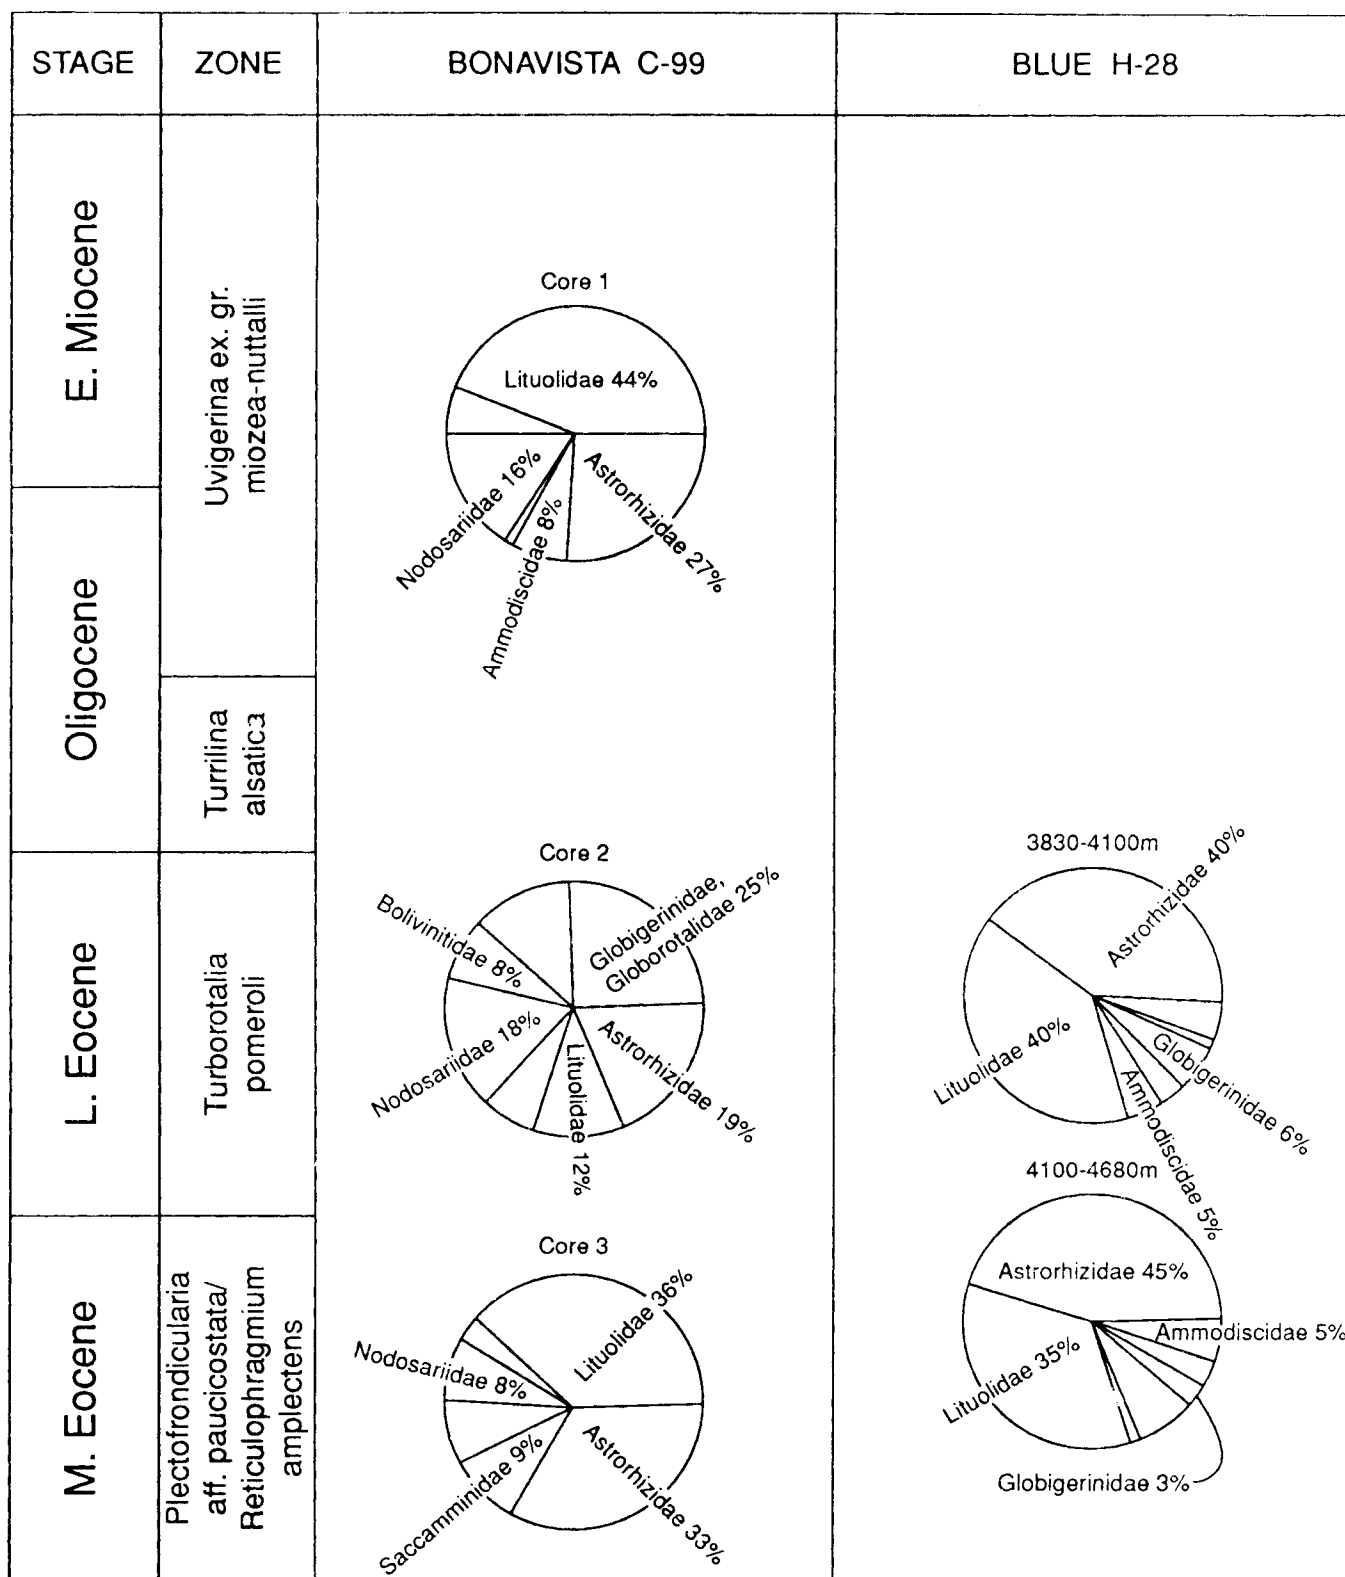 STAGE
ZONE
BONAVISTA C-99
BLUE H-28
E. Miocene
Oligocene
L. Eocene
M. Eocene
Uvigerina ex. gr.
miozea-nuttalli
Turrilina
alsatica
Turborotalia
pomeroli
Plectofrondicularia
aff. paucicostata/
Reticulophragmium
amplectens
Core 1
Lituolidae 44%
Nodosariidae 16%
Ammodiscidae 8%
Astrorhizidae 27%
Core 2
Bolivinitidae 8%
Globigerinidae,
Globorotalidae 25%
Nodosariidae 18%
Lituolidae 12%
Astrorhizidae 19%
Core 3
Lituolidae 36%
Nodosariidae 8%
Saccamminidae 9%
Astrorhizidae 33%
3830-4100m
Astrorhizidae 40%
Lituolidae 40%
Globigerinidae 6%
Ammodiscidae 5%
4100-4680m
Astrorhizidae 45%
Ammodiscidae 5%
Lituolidae 35%
Globigerinidae 3%